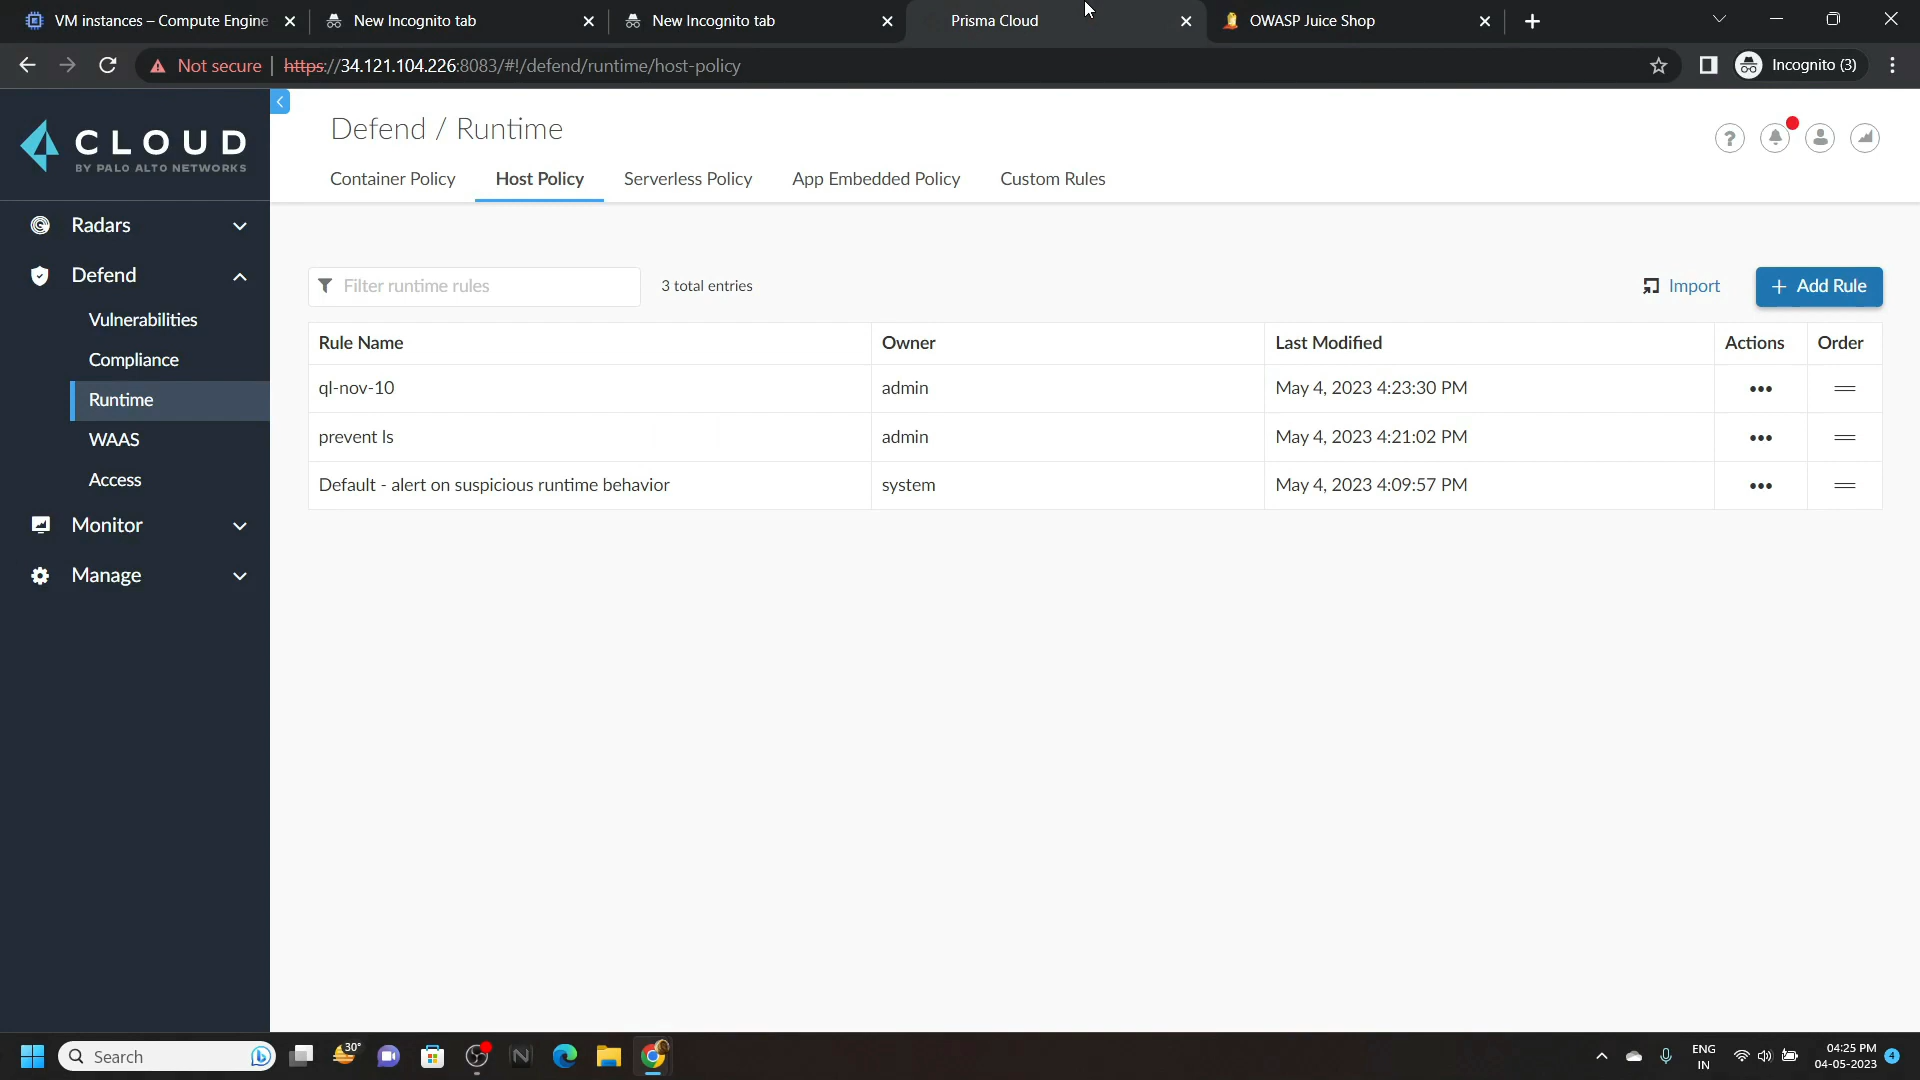 VM instances – Compute Engine
New Incognito tab
New Incognito tab
Prisma Cloud
OWASP Juice Shop
Not secure
https://34.121.104.226:8083/#!/defend/runtime/host-policy
Incognito (3)
CLOUD
BY PALO ALTO NETWORKS
Radars
Defend
Vulnerabilities
Compliance
Runtime
WAAS
Access
Monitor
Manage
Defend / Runtime
Container Policy
Host Policy
Serverless Policy
App Embedded Policy
Custom Rules
Filter runtime rules
3 total entries
Import
+ Add Rule
Rule Name Owner Last Modified Actions Order
ql-nov-10 admin May 4, 2023 4:23:30 PM
prevent ls admin May 4, 2023 4:21:02 PM
Default - alert on suspicious runtime behavior system May 4, 2023 4:09:57 PM
Search
30°
ENG
IN
04:25 PM
04-05-2023
4